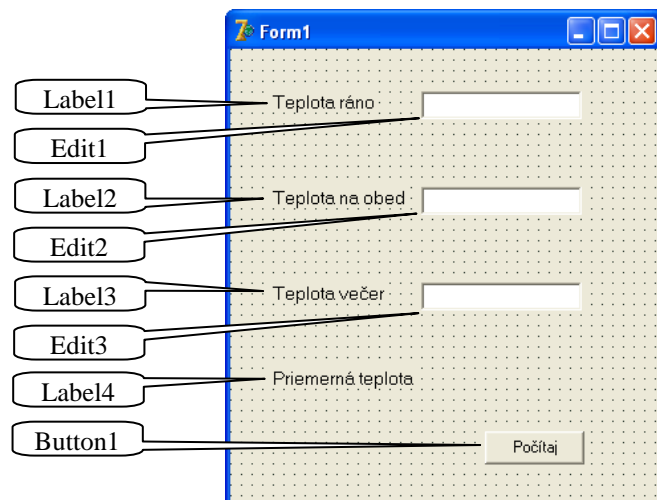 Form1
Label1
Teplota ráno
Edit1
Label2
Teplota na obed
Edit2
Label3
Teplota večer
Edit3
Label4
Priemerná teplota
Button1
Počítaj